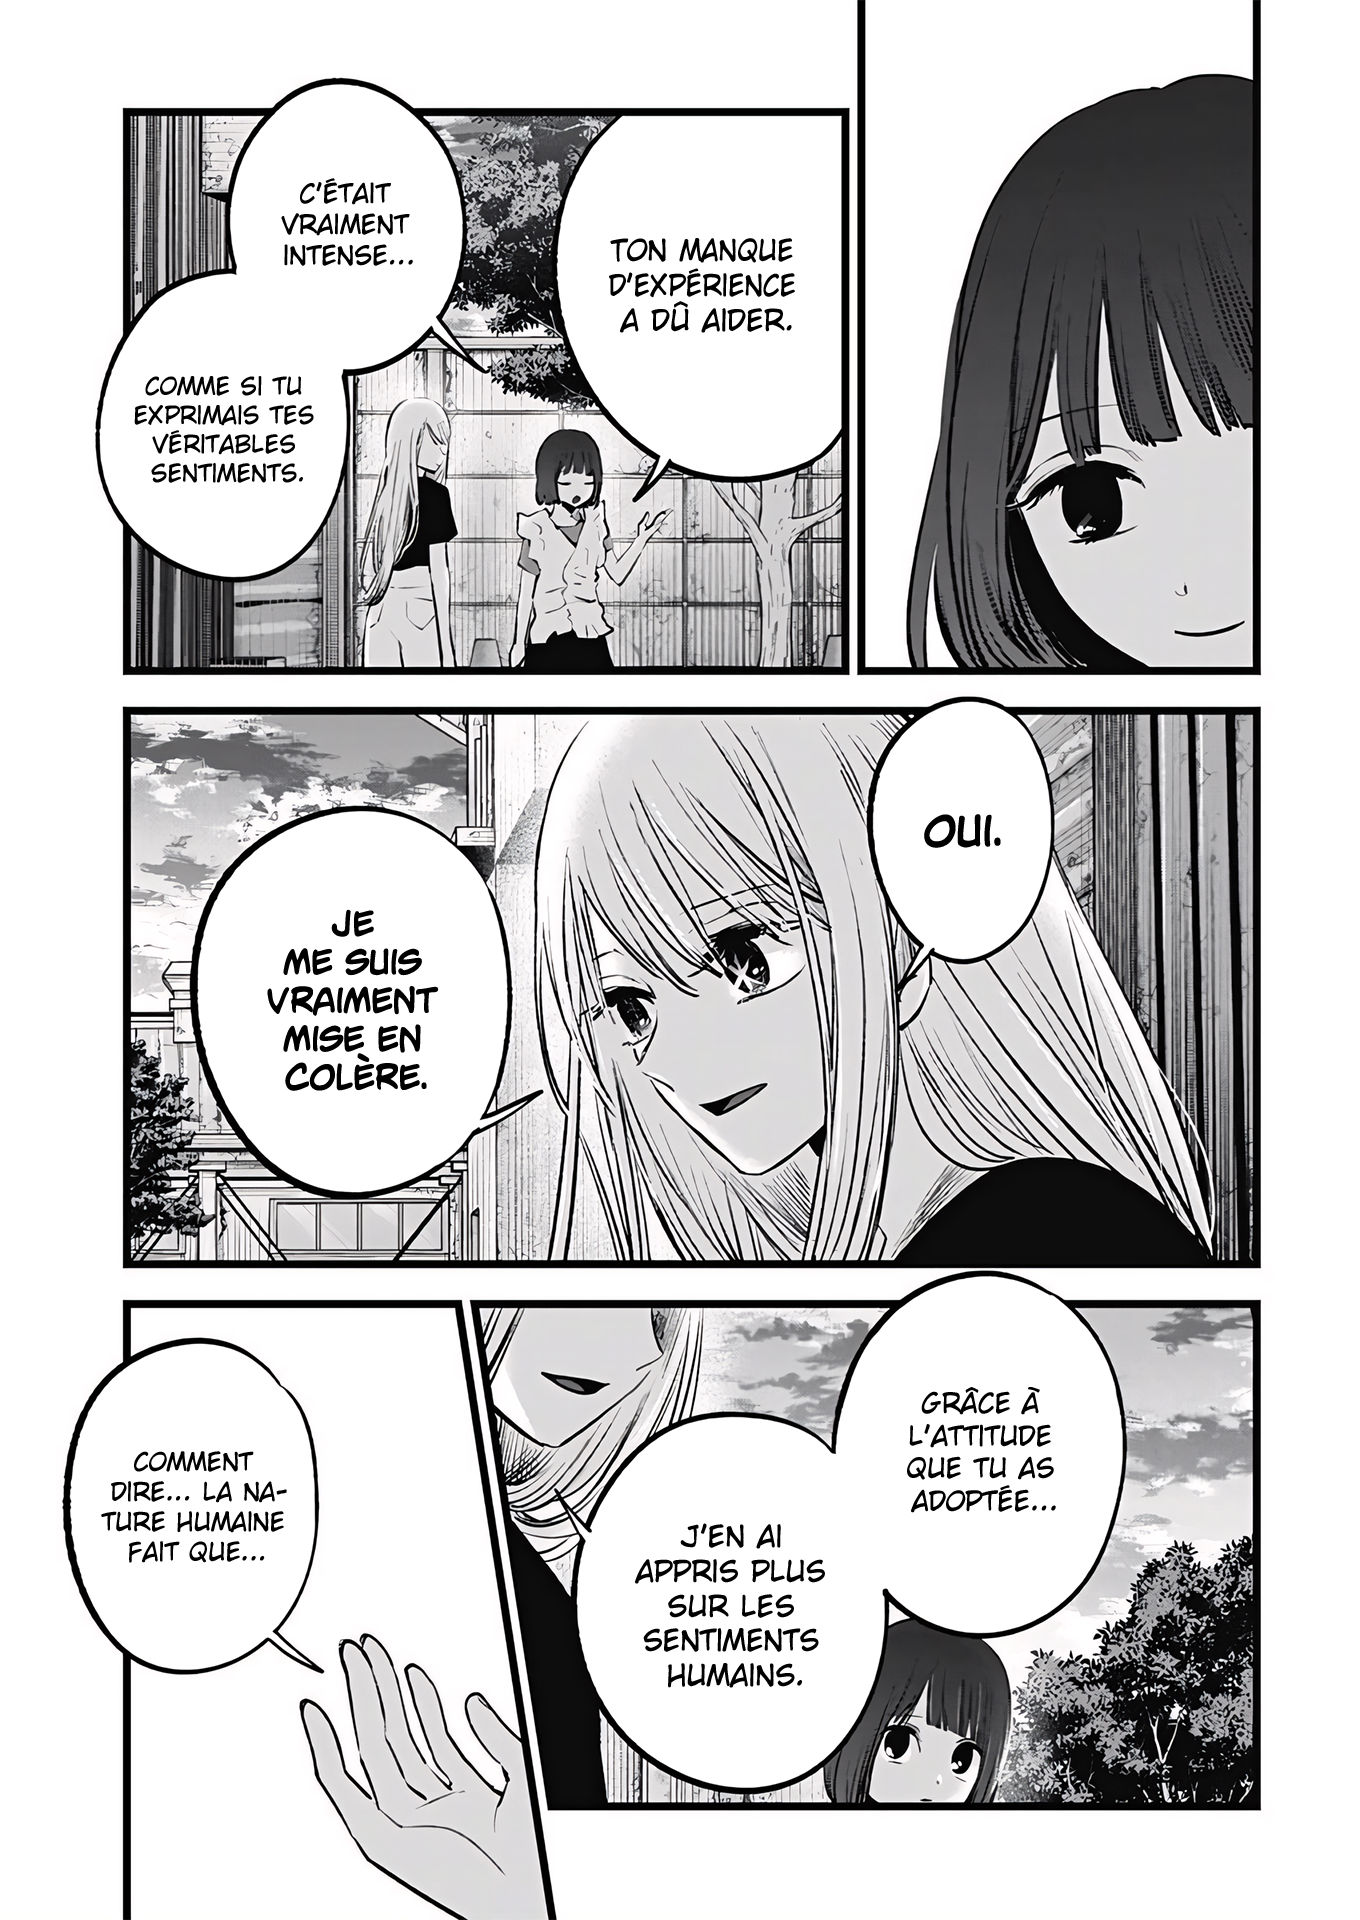 TON MANQUE
D'EXPÉRIENCE
A DÛ AIDER.
C'ÉTAIT
VRAIMENT
INTENSE...
COMME SI TU
EXPRIMAIS TES
VÉRITABLES
SENTIMENTS.
OUI.
JE
ME SUIS
VRAIMENT
MISE EN
COLÈRE.
GRÂCE À
L'ATTITUDE
QUE TU AS
ADOPTÉE...
J'EN AI
APPRIS PLUS
SUR LES
SENTIMENTS
HUMAINS.
COMMENT
DIRE... LA NA-
TURE HUMAINE
FAIT QUE...